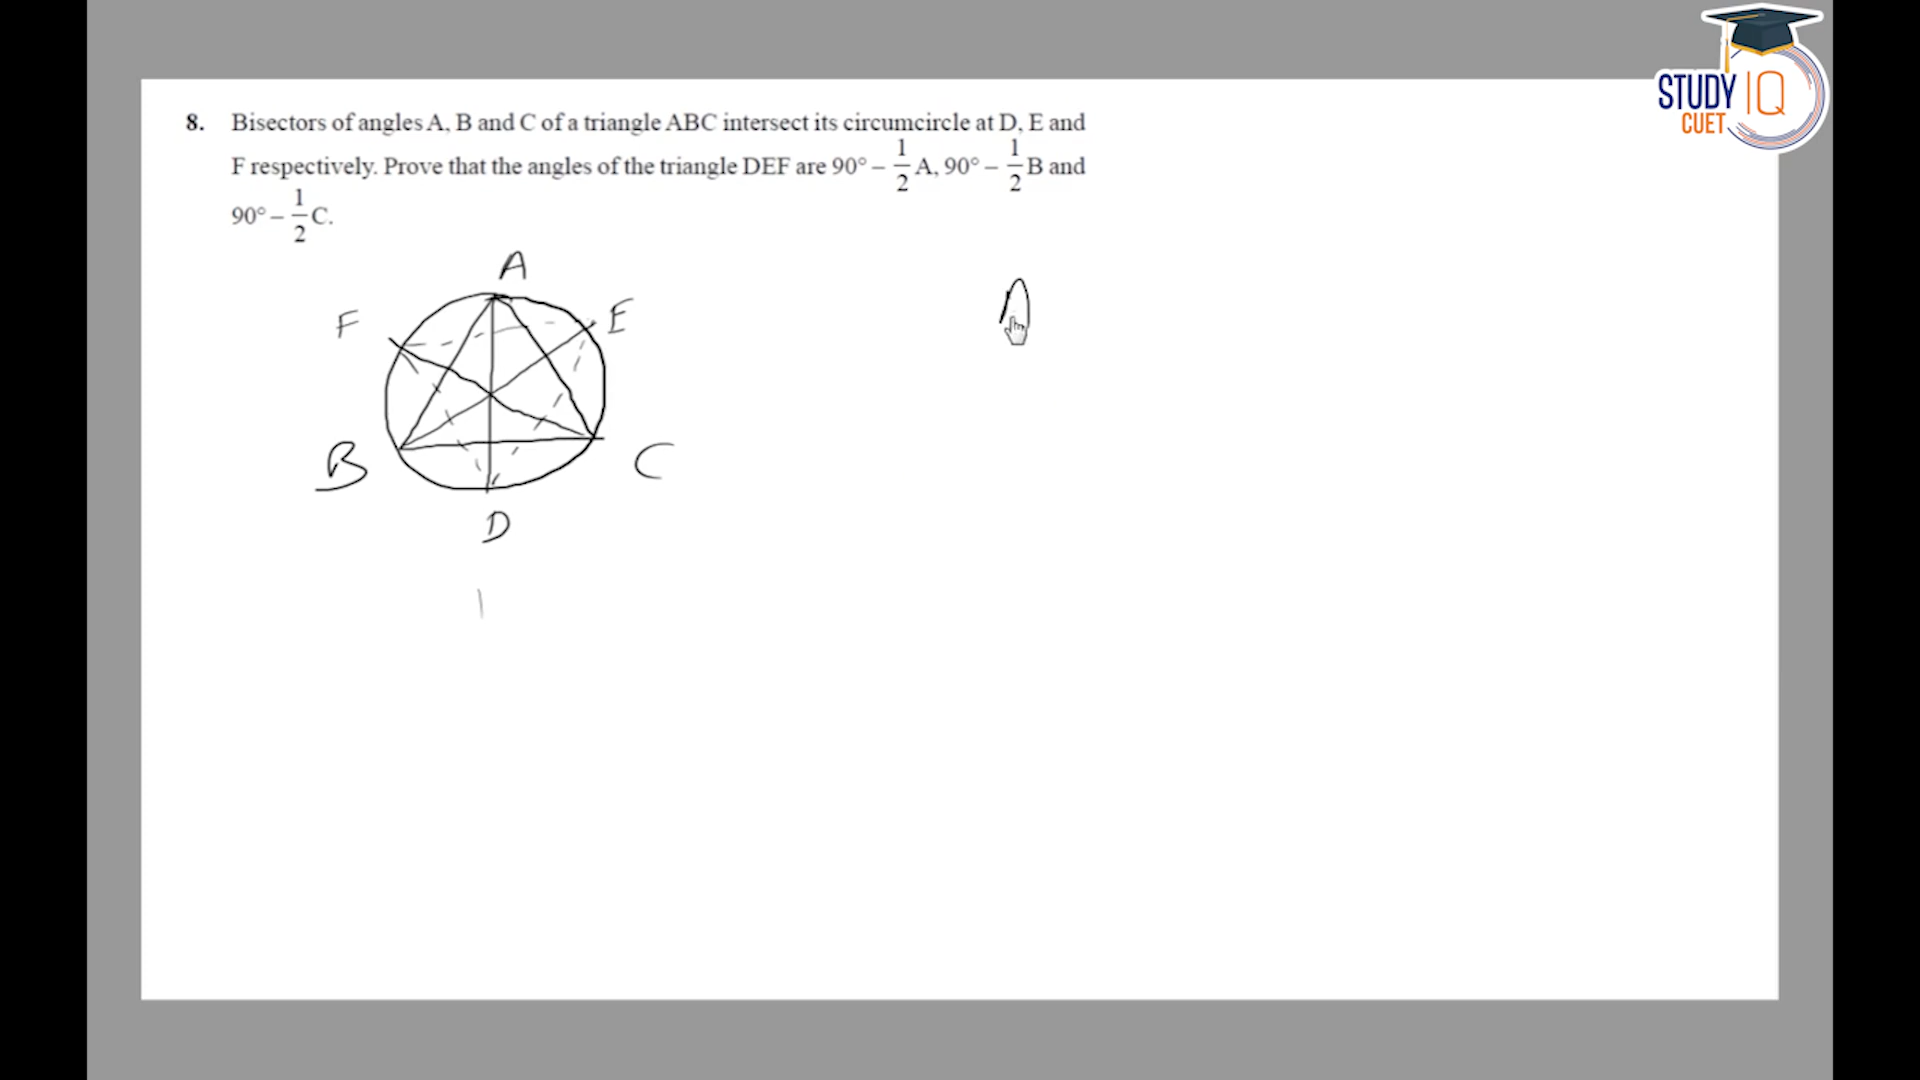 STUDY IQ
CUET
8. Bisectors of angles A, B and C of a triangle ABC intersect its circumcircle at D, E and
F respectively. Prove that the angles of the triangle DEF are 90° – 1/2 A, 90° – 1/2 B and
90° – 1/2 C.
A
F
E
B
C
D